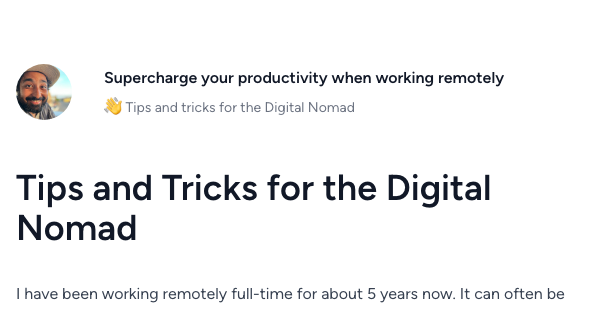 Supercharge your productivity when working remotely
👋 Tips and tricks for the Digital Nomad
Tips and Tricks for the Digital
Nomad
I have been working remotely full-time for about 5 years now. It can often be